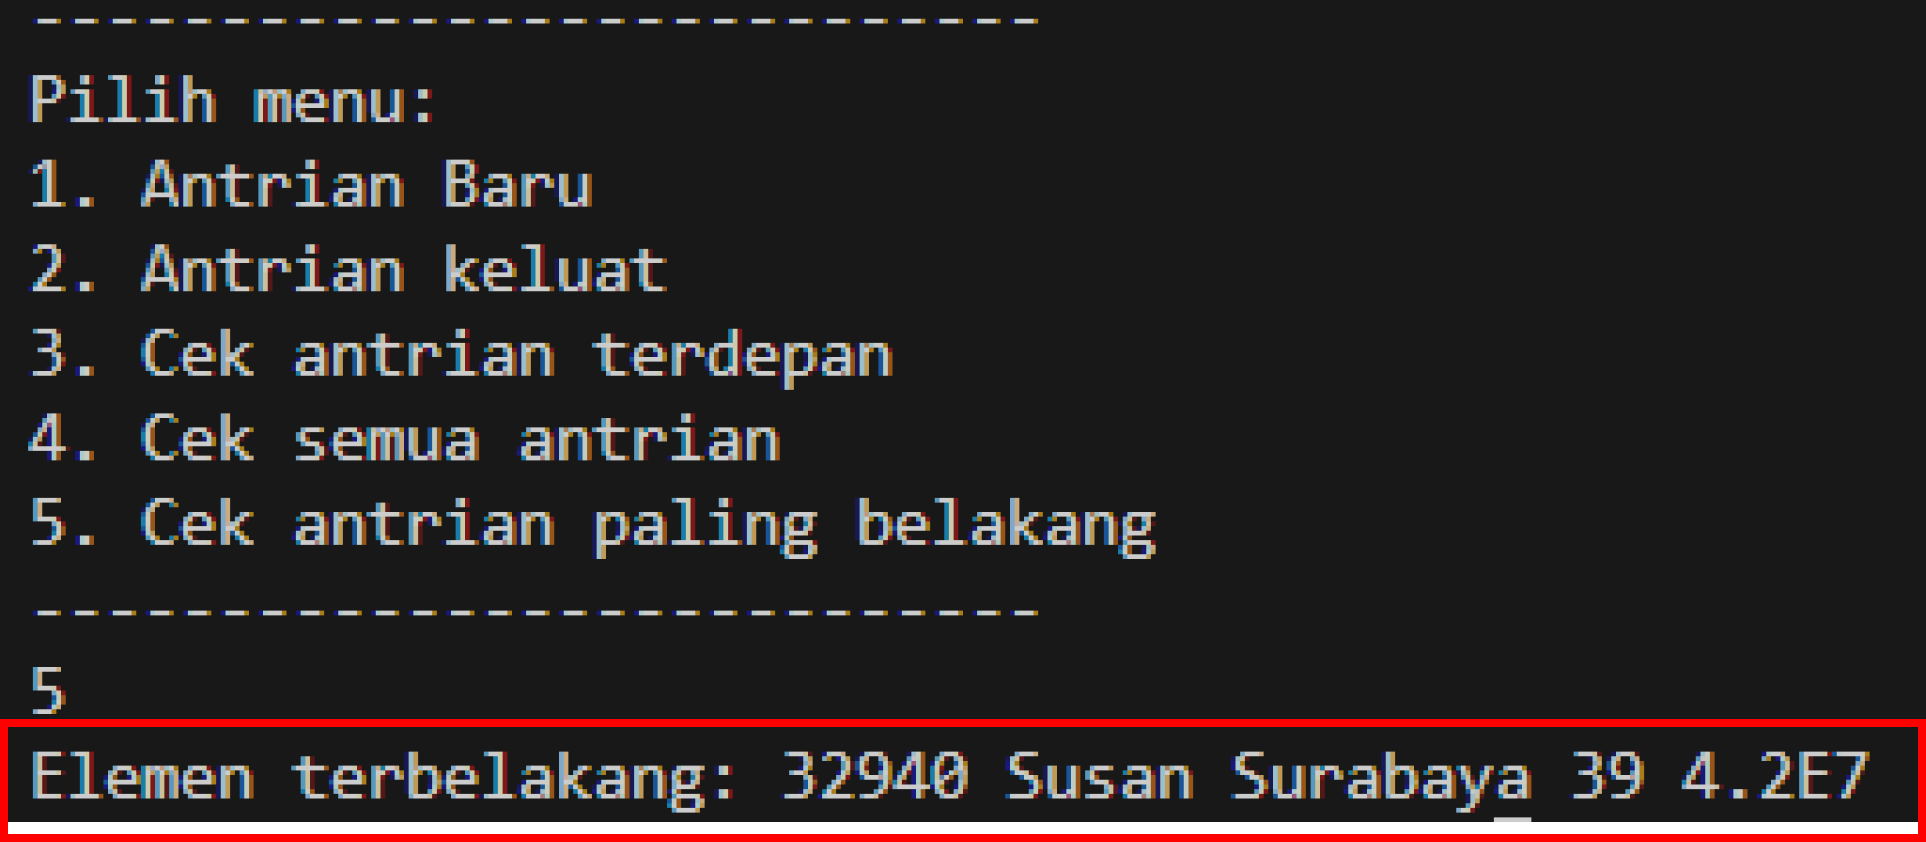 ---------------------------
Pilih menu:
1. Antrian Baru
2. Antrian keluat
3. Cek antrian terdepan
4. Cek semua antrian
5. Cek antrian paling belakang
---------------------------
5
Elemen terbelakang: 32940 Susan Surabaya 39 4.2E7